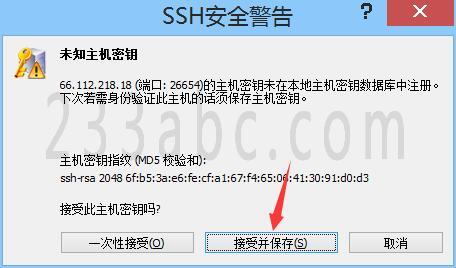 SSH安全警告
?
未知主机密钥
66.112.218.18 (端口: 26654)的主机密钥未在本地主机密钥数据库中注册。
下次若需身份验证此主机的话须保存主机密钥。
233abc.com
主机密钥指纹 (MD5 校验和):
ssh-rsa 2048 6f:b5:3a:e6:fe:cf:a1:67:f4:65:06:41:30:91:d0:d3
接受此主机密钥吗?
一次性接受(O) 接受并保存(S) 取消